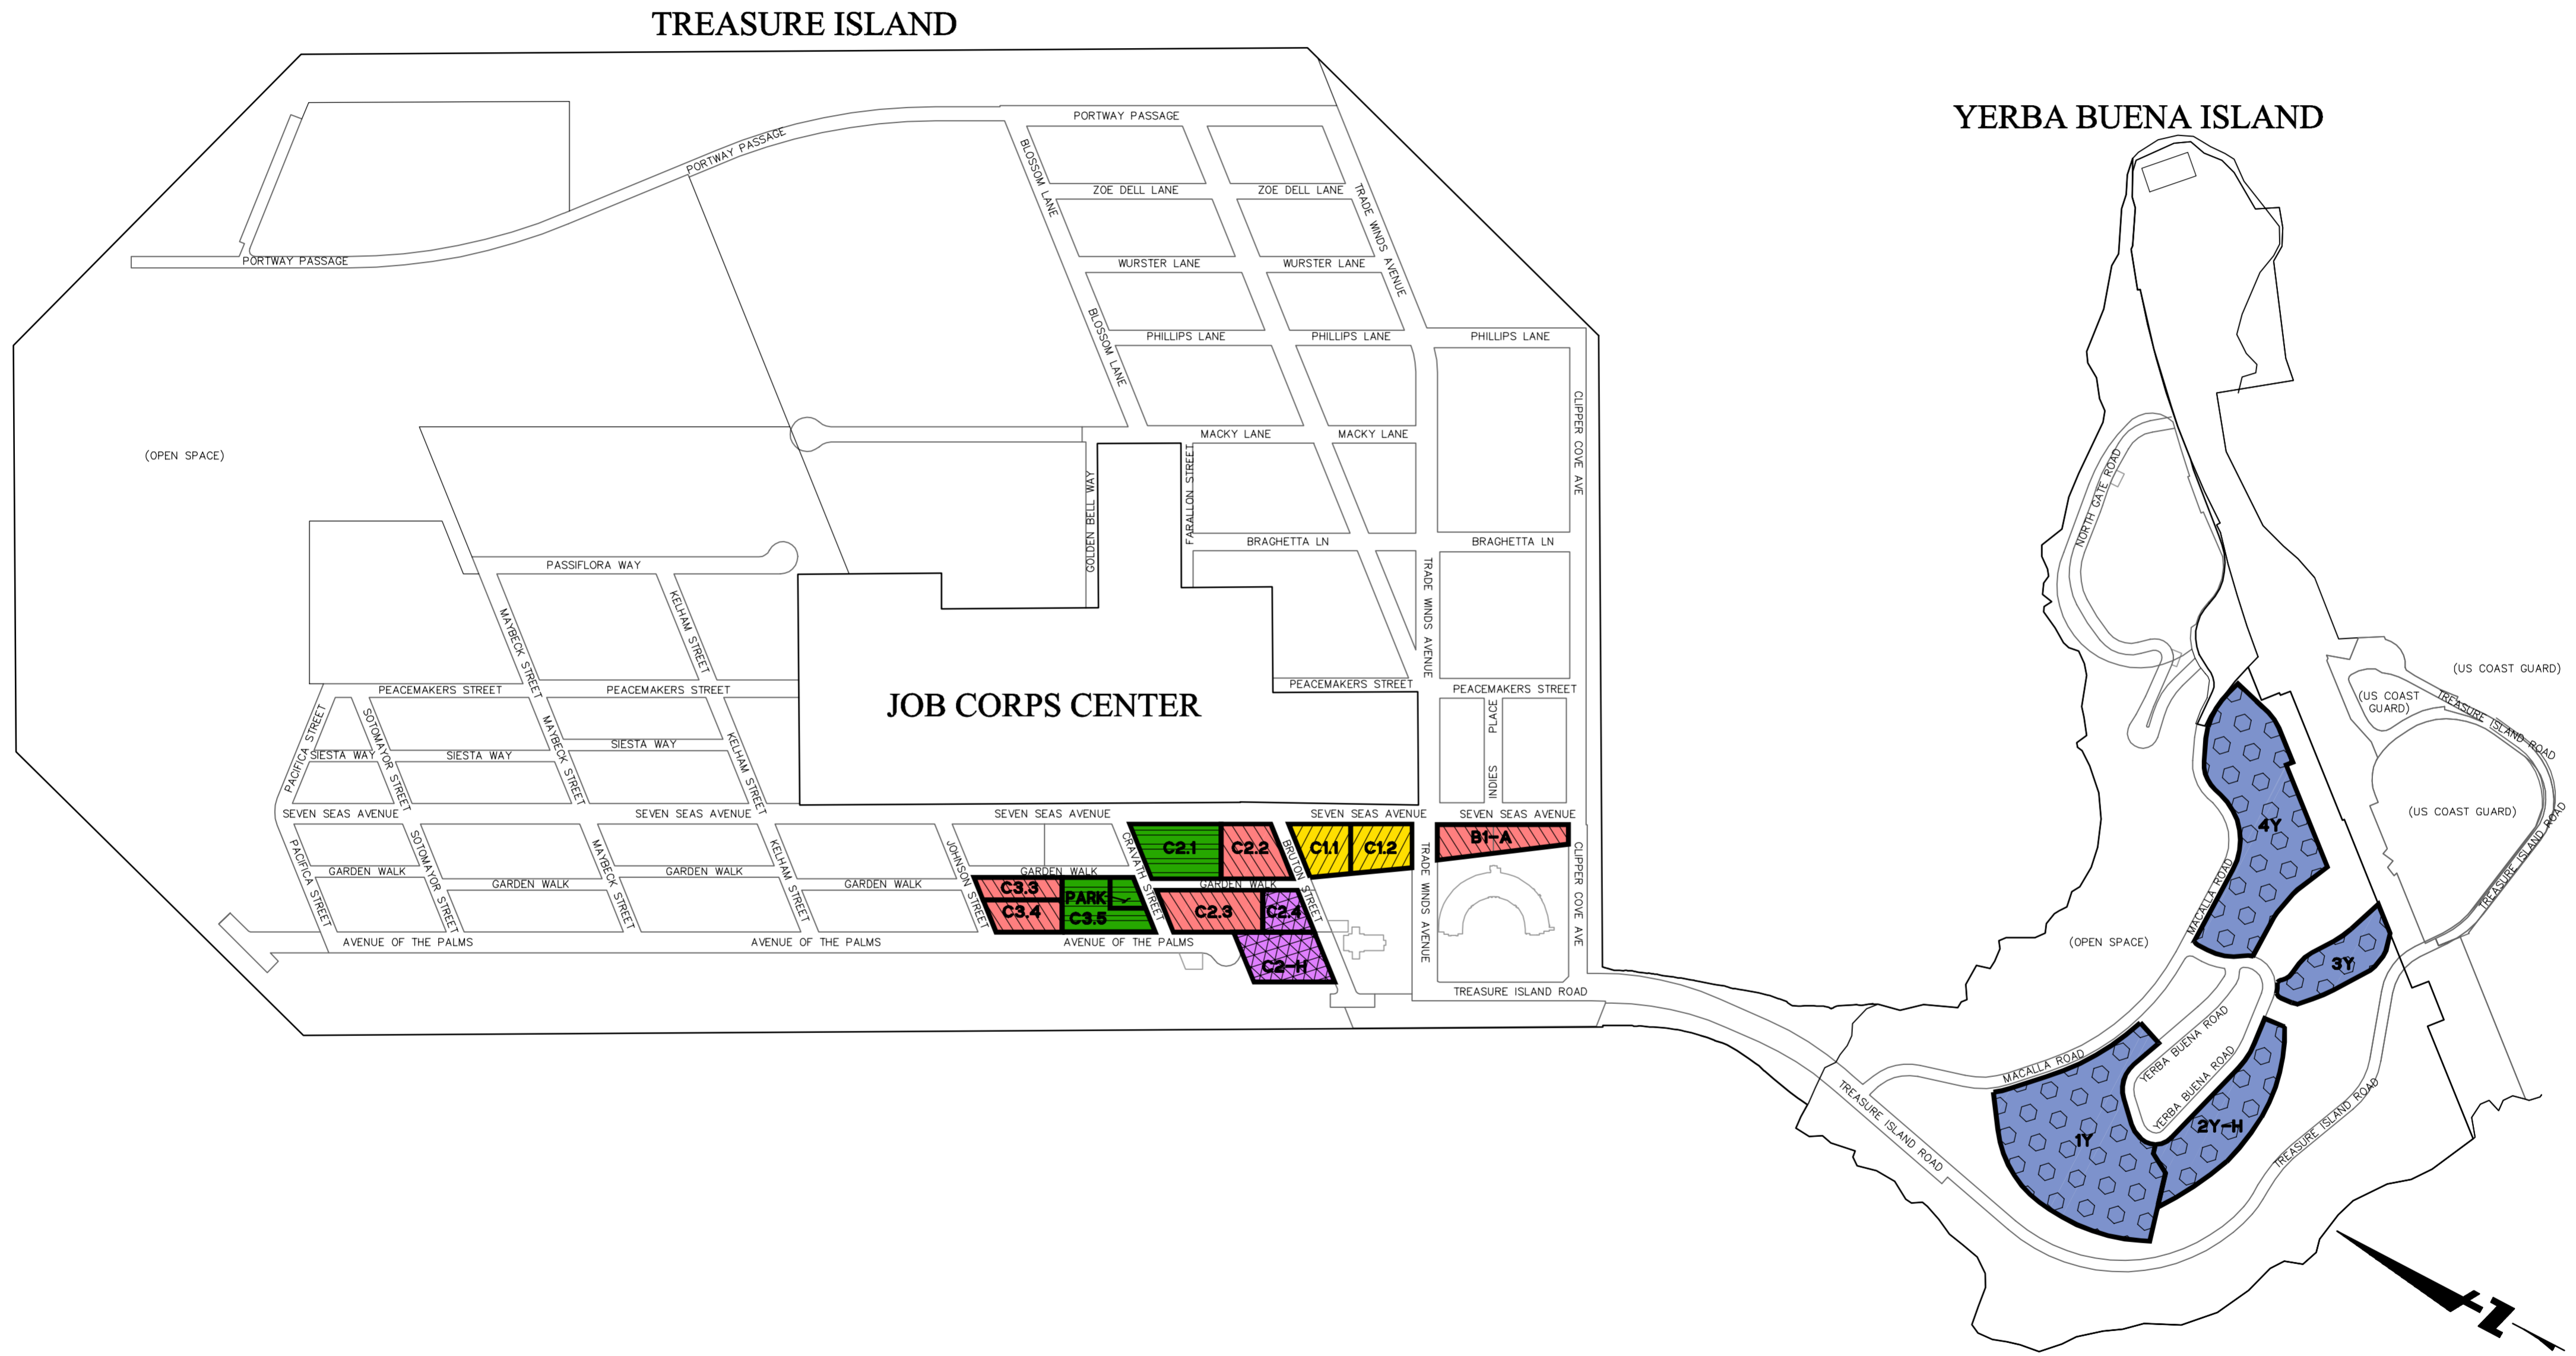 TREASURE ISLAND
YERBA BUENA ISLAND
PORTWAY PASSAGE
PORTWAY PASSAGE
PORTWAY PASSAGE
BLOSSOM LANE
ZOE DELL LANE
ZOE DELL LANE
TRADE WINDS AVENUE
WURSTER LANE
WURSTER LANE
BLOSSOM LANE
PHILLIPS LANE
PHILLIPS LANE
PHILLIPS LANE
CLIPPER COVE AVE
MACKY LANE
MACKY LANE
(OPEN SPACE)
GOLDEN BELL WAY
FARALLON STREET
BRAGHETTA LN
BRAGHETTA LN
NORTH GATE ROAD
PASSIFLORA WAY
MAYBECK STREET
KELHAM STREET
TRADE WINDS AVENUE
PEACEMAKERS STREET
PEACEMAKERS STREET
PEACEMAKERS STREET
PEACEMAKERS STREET
JOB CORPS CENTER
INDIES PLACE
PACIFICA STREET
SOTOMAYOR STREET
MAYBECK STREET
KELHAM STREET
SIESTA WAY
SIESTA WAY
SIESTA WAY
(US COAST GUARD)
(US COAST
GUARD)
TREASURE ISLAND ROAD
(US COAST GUARD)
TREASURE ISLAND ROAD
SEVEN SEAS AVENUE
SEVEN SEAS AVENUE
SEVEN SEAS AVENUE
SEVEN SEAS AVENUE
SEVEN SEAS AVENUE
PACIFICA STREET
SOTOMAYOR STREET
MAYBECK STREET
KELHAM STREET
JOHNSON STREET
CRAVATH STREET
BRUTON STREET
TRADE WINDS AVENUE
CLIPPER COVE AVE
C2.1
C2.2
C1.1
C1.2
B1-A
4Y
GARDEN WALK
GARDEN WALK
GARDEN WALK
GARDEN WALK
GARDEN WALK
GARDEN WALK
C3.3
C3.4
PARK
C3.5
C2.3
C2.4
C2-H
MACALLA ROAD
AVENUE OF THE PALMS
AVENUE OF THE PALMS
AVENUE OF THE PALMS
(OPEN SPACE)
3Y
TREASURE ISLAND ROAD
MACALLA ROAD
YERBA BUENA ROAD
YERBA BUENA ROAD
TREASURE ISLAND ROAD
TREASURE ISLAND ROAD
1Y
2Y-H
N